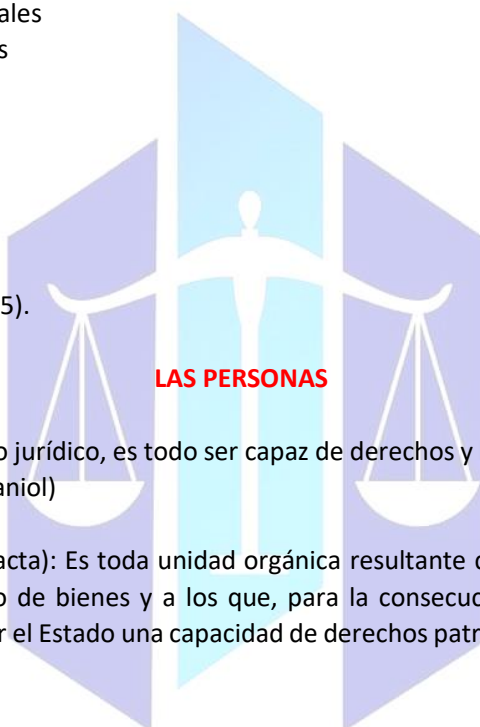 ales
s
5).
LAS PERSONAS
o jurídico, es todo ser capaz de derechos y
aniol)
acta): Es toda unidad orgánica resultante
o de bienes y a los que, para la consecuc
r el Estado una capacidad de derechos patr